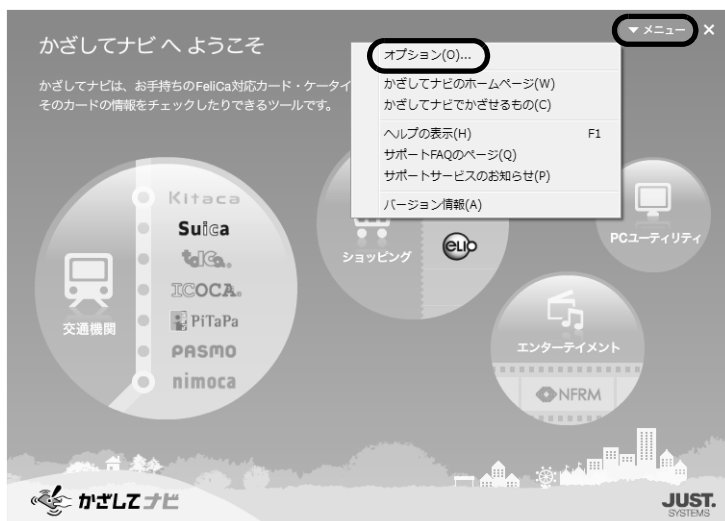 かざしてナビ へ ようこそ
▼ メニュー ×
かざしてナビは、お手持ちのFeliCa対応カード・ケータイ
そのカードの情報をチェックしたりできるツールです。
オプション(O)...
かざしてナビのホームページ(W)
かざしてナビでかざせるもの(C)
ヘルプの表示(H) F1
サポートFAQのページ(Q)
サポートサービスのお知らせ(P)
バージョン情報(A)
交通機関
Kitaca
Suica
toICa.
ICOCA.
PiTaPa
PASMO
nimoca
ショッピング
eLIO
PCユーティリティ
エンターテイメント
NFRM
かざしてナビ
JUST.
SYSTEMS